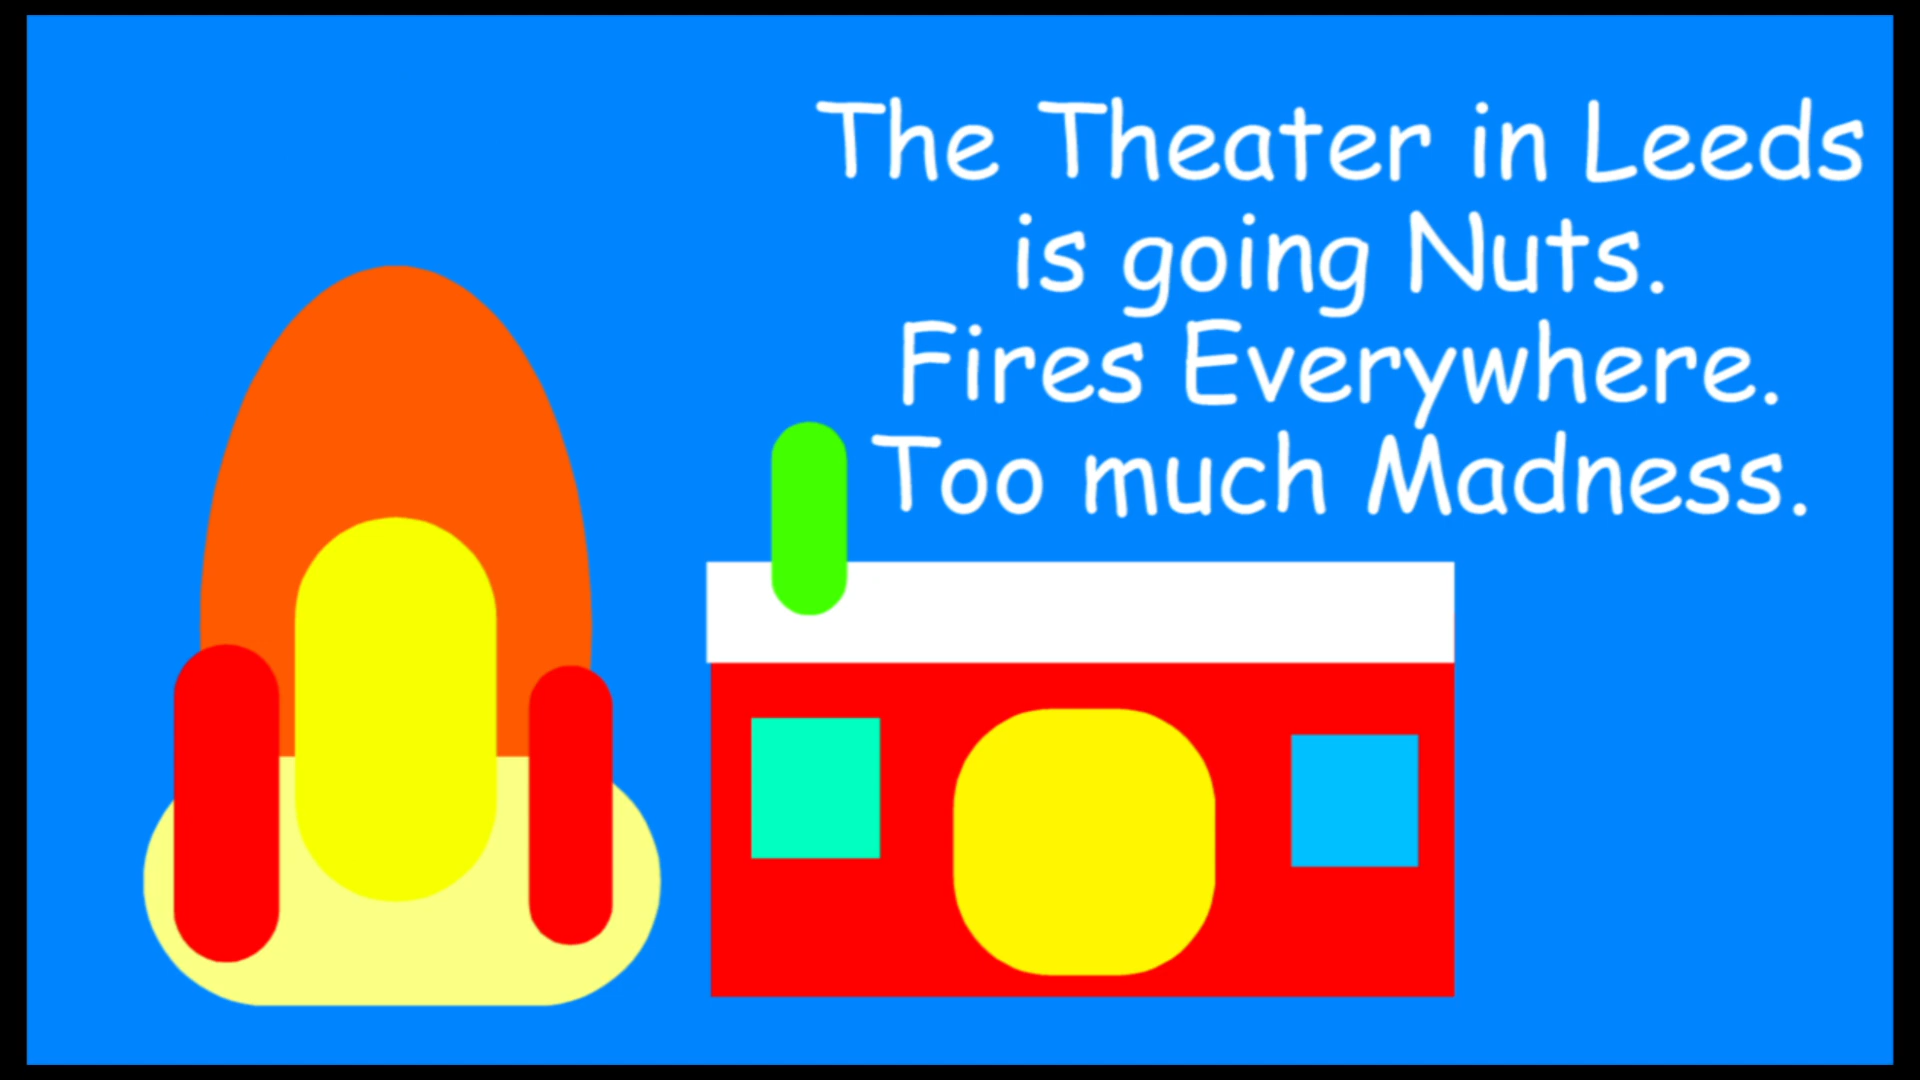 The Theater in Leeds
is going Nuts.
Fires Everywhere.
Too much Madness.